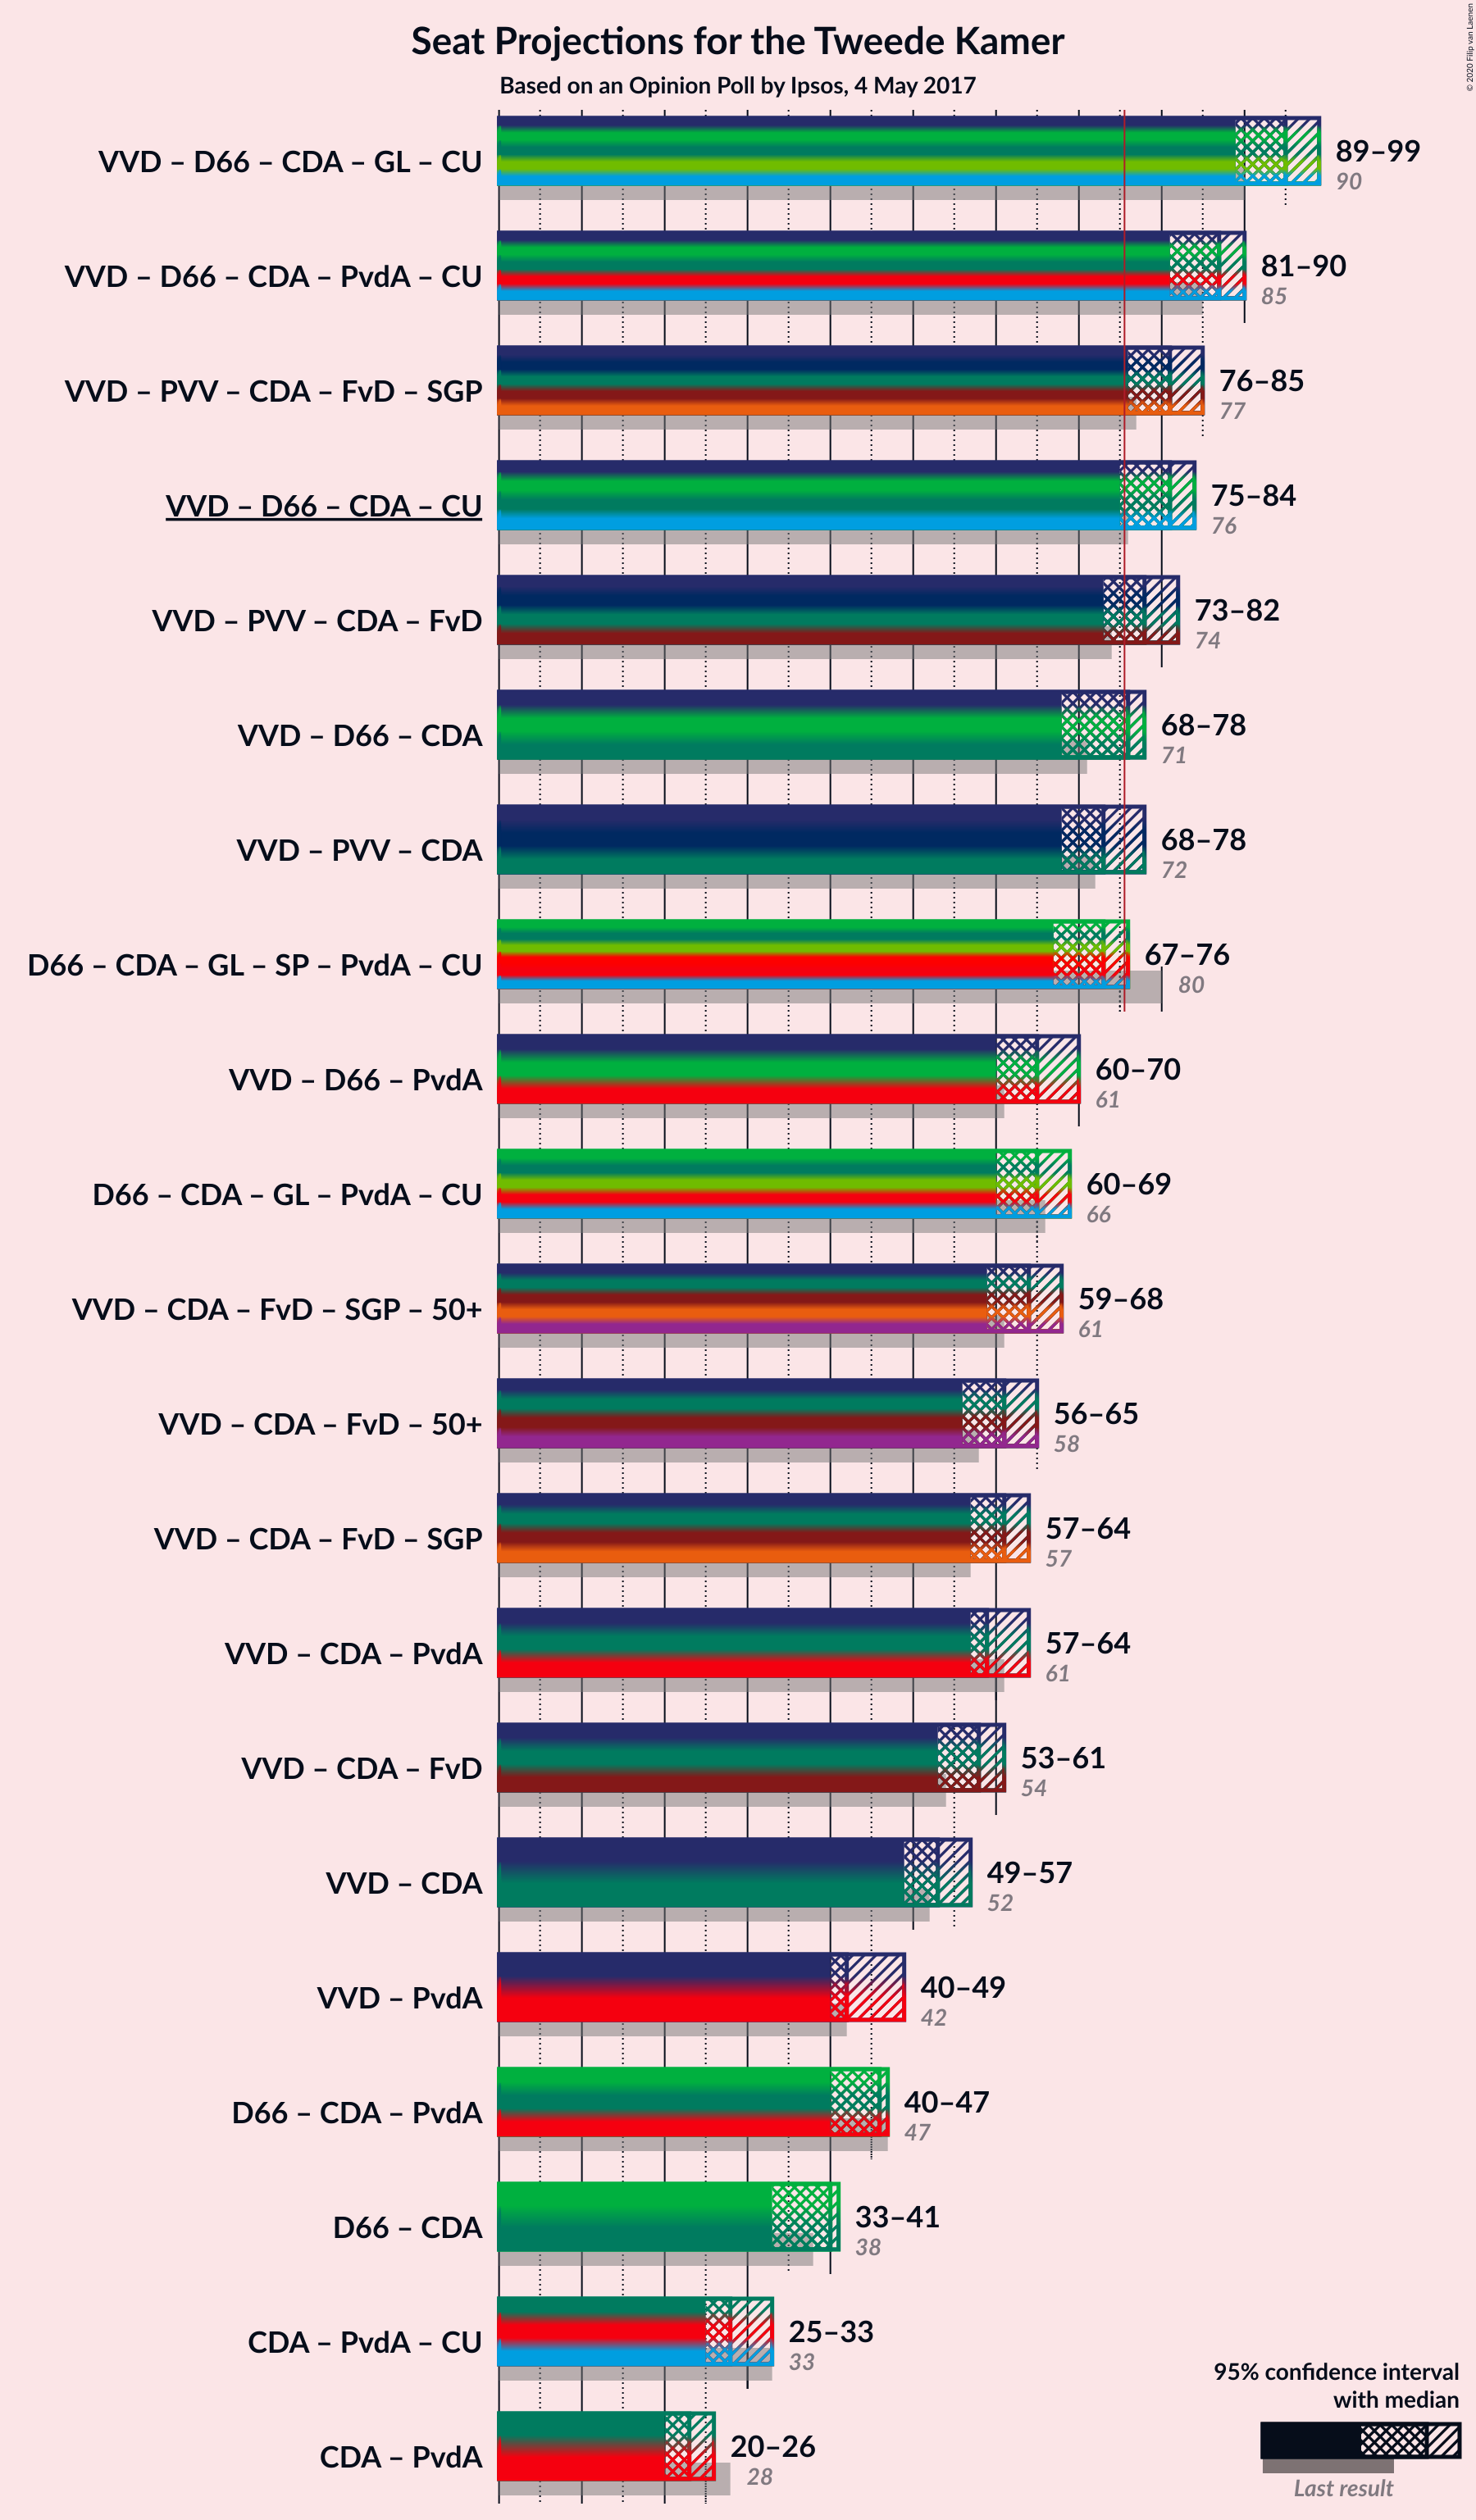 Seat Projections for the Tweede Kamer
Based on an Opinion Poll by Ipsos, 4 May 2017
© 2020 Filip van Laenen
VVD – D66 – CDA – GL – CU
89–99
90
VVD – D66 – CDA – PvdA – CU
81–90
85
VVD – PVV – CDA – FvD – SGP
76–85
77
VVD – D66 – CDA – CU
75–84
76
VVD – PVV – CDA – FvD
73–82
74
VVD – D66 – CDA
68–78
71
VVD – PVV – CDA
68–78
72
D66 – CDA – GL – SP – PvdA – CU
67–76
80
VVD – D66 – PvdA
60–70
61
D66 – CDA – GL – PvdA – CU
60–69
66
VVD – CDA – FvD – SGP – 50+
59–68
61
VVD – CDA – FvD – 50+
56–65
58
VVD – CDA – FvD – SGP
57–64
57
VVD – CDA – PvdA
57–64
61
VVD – CDA – FvD
53–61
54
VVD – CDA
49–57
52
VVD – PvdA
40–49
42
D66 – CDA – PvdA
40–47
47
D66 – CDA
33–41
38
CDA – PvdA – CU
25–33
33
CDA – PvdA
20–26
28
95% confidence interval
with median
Last result